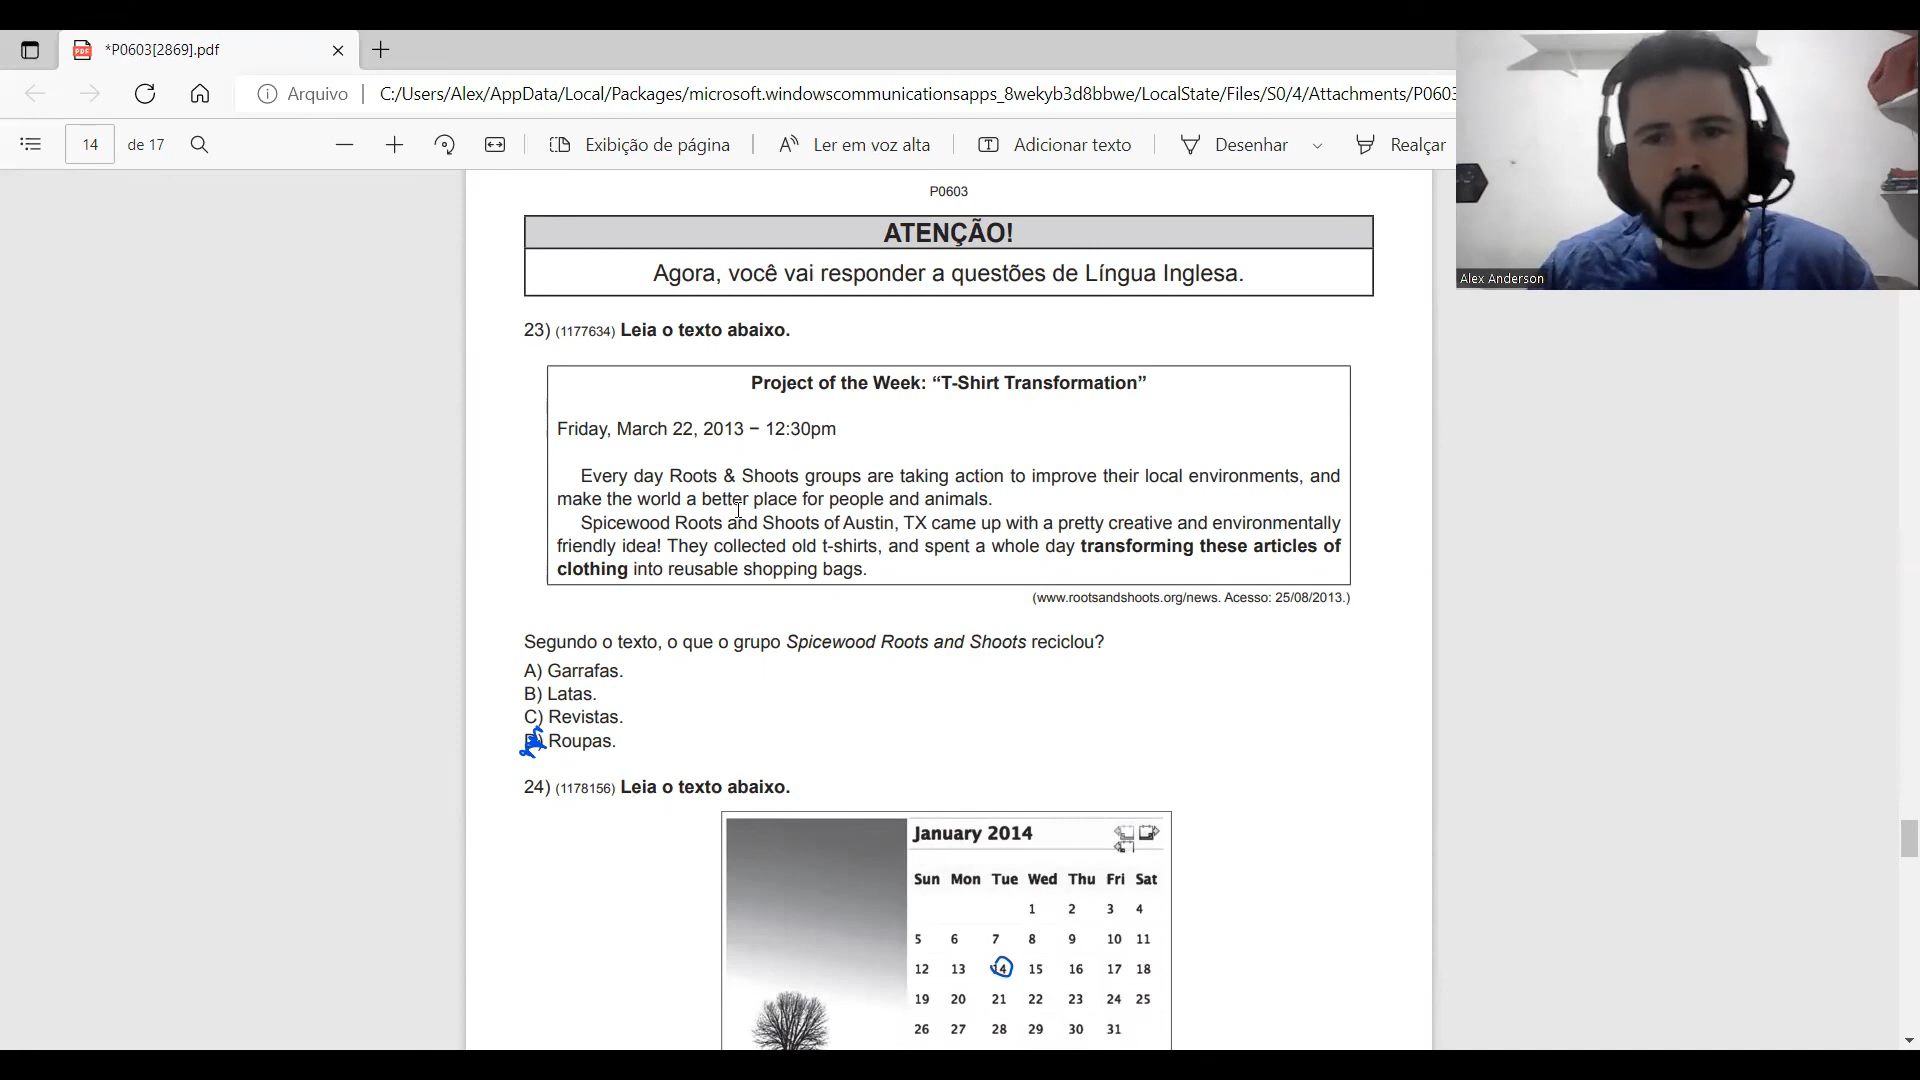 *P0603[2869].pdf
Arquivo
C:/Users/Alex/AppData/Local/Packages/microsoft.windowscommunicationsapps_8wekyb3d8bbwe/LocalState/Files/S0/4/Attachments/P0603
14 de 17
Exibição de página
Ler em voz alta
Adicionar texto
Desenhar
Realçar
Alex Anderson
P0603
ATENÇÃO!
Agora, você vai responder a questões de Língua Inglesa.
23) (1177634) Leia o texto abaixo.
Project of the Week: “T-Shirt Transformation”
Friday, March 22, 2013 − 12:30pm
Every day Roots & Shoots groups are taking action to improve their local environments, and
make the world a better place for people and animals.
Spicewood Roots and Shoots of Austin, TX came up with a pretty creative and environmentally
friendly idea! They collected old t-shirts, and spent a whole day transforming these articles of
clothing into reusable shopping bags.
(www.rootsandshoots.org/news. Acesso: 25/08/2013.)
Segundo o texto, o que o grupo Spicewood Roots and Shoots reciclou?
A) Garrafas.
B) Latas.
C) Revistas.
D) Roupas.
24) (1178156) Leia o texto abaixo.
January 2014
Sun Mon Tue Wed Thu Fri Sat
1 2 3 4
5 6 7 8 9 10 11
12 13 14 15 16 17 18
19 20 21 22 23 24 25
26 27 28 29 30 31